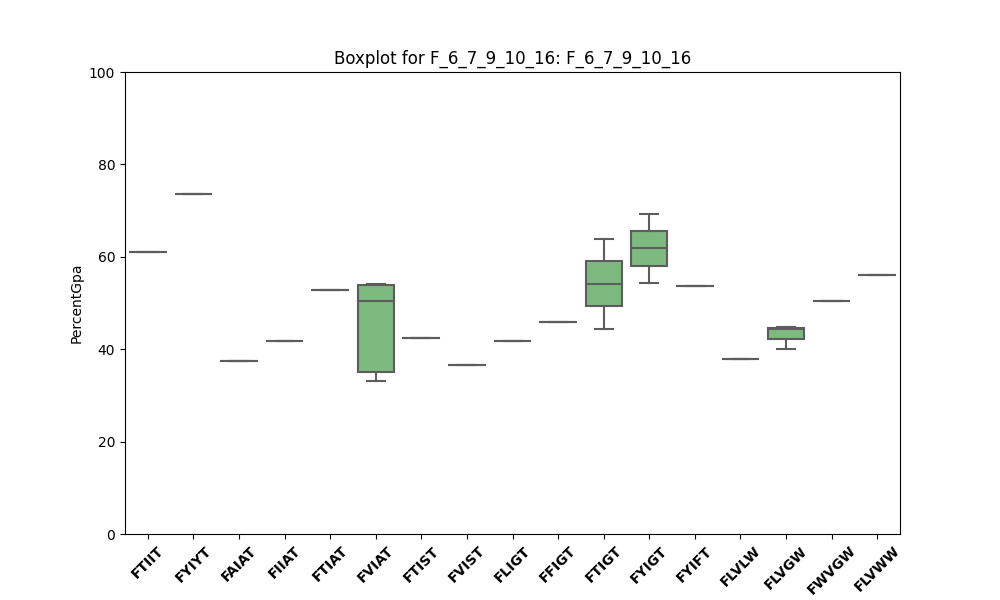 Boxplot for F_6_7_9_10_16: F_6_7_9_10_16
100
80
60
40
20
0
PercentGpa
FTIIT
FYIYT
FAIAT
FIIAT
FTIAT
FVIAT
FTIST
FVIST
FLIGT
FFIGT
FTIGT
FYIGT
FYIFT
FLVLW
FLVGW
FWVGW
FLVWW